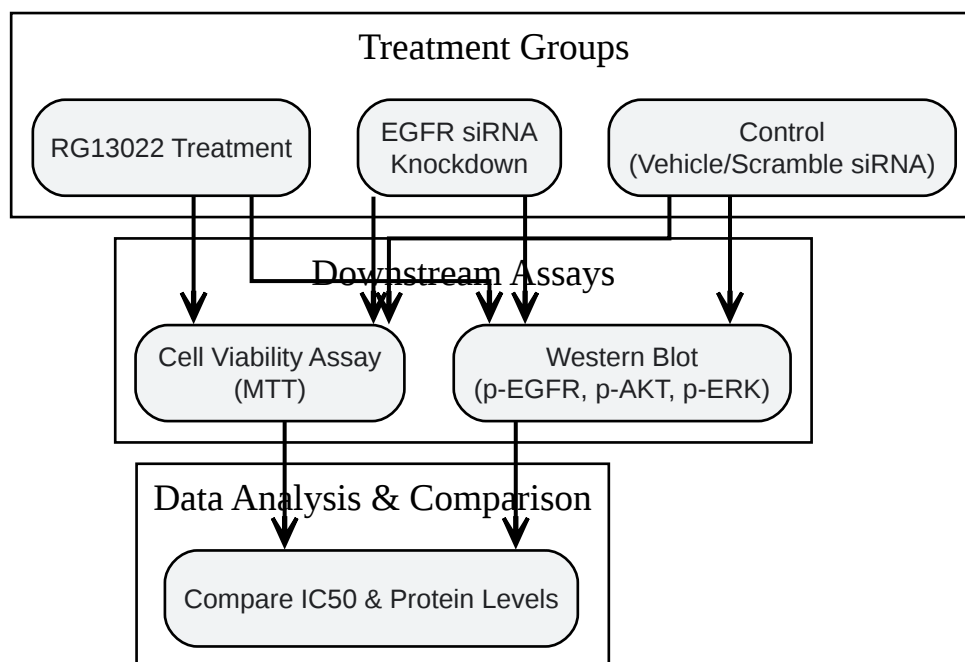 Treatment Groups
RG13022 Treatment
EGFR siRNA
Knockdown
Control
(Vehicle/Scramble siRNA)
Downstream Assays
Cell Viability Assay
(MTT)
Western Blot
(p-EGFR, p-AKT, p-ERK)
Data Analysis & Comparison
Compare IC50 & Protein Levels